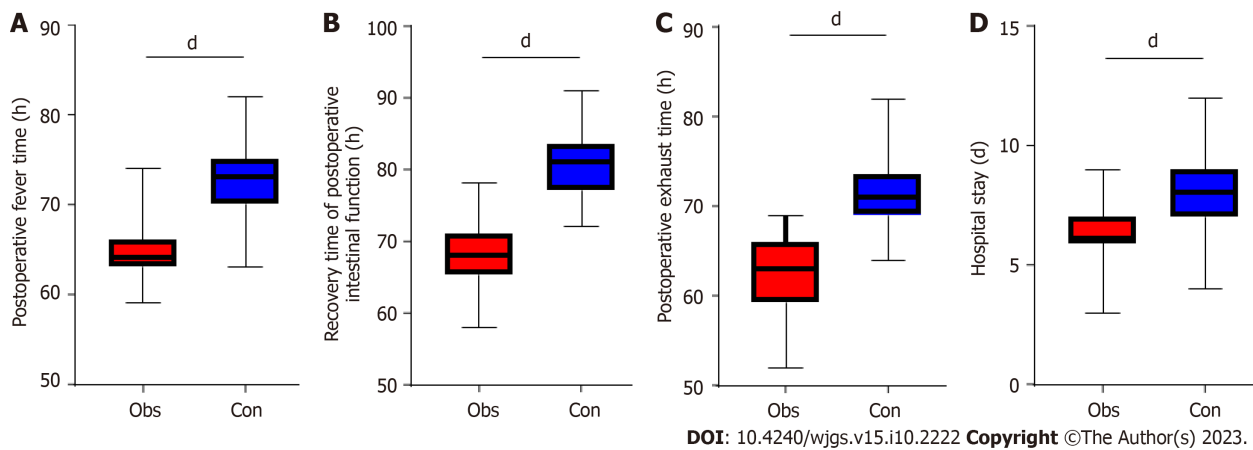 A
Postoperative fever time (h)
90
80
70
60
50
d
Obs
Con
B
Recovery time of postoperative
intestinal function (h)
100
90
80
70
60
50
d
Obs
Con
C
Postoperative exhaust time (h)
90
80
70
60
50
d
Obs
Con
D
Hospital stay (d)
15
10
5
0
d
Obs
Con
DOI: 10.4240/wjgs.v15.i10.2222 Copyright ©The Author(s) 2023.